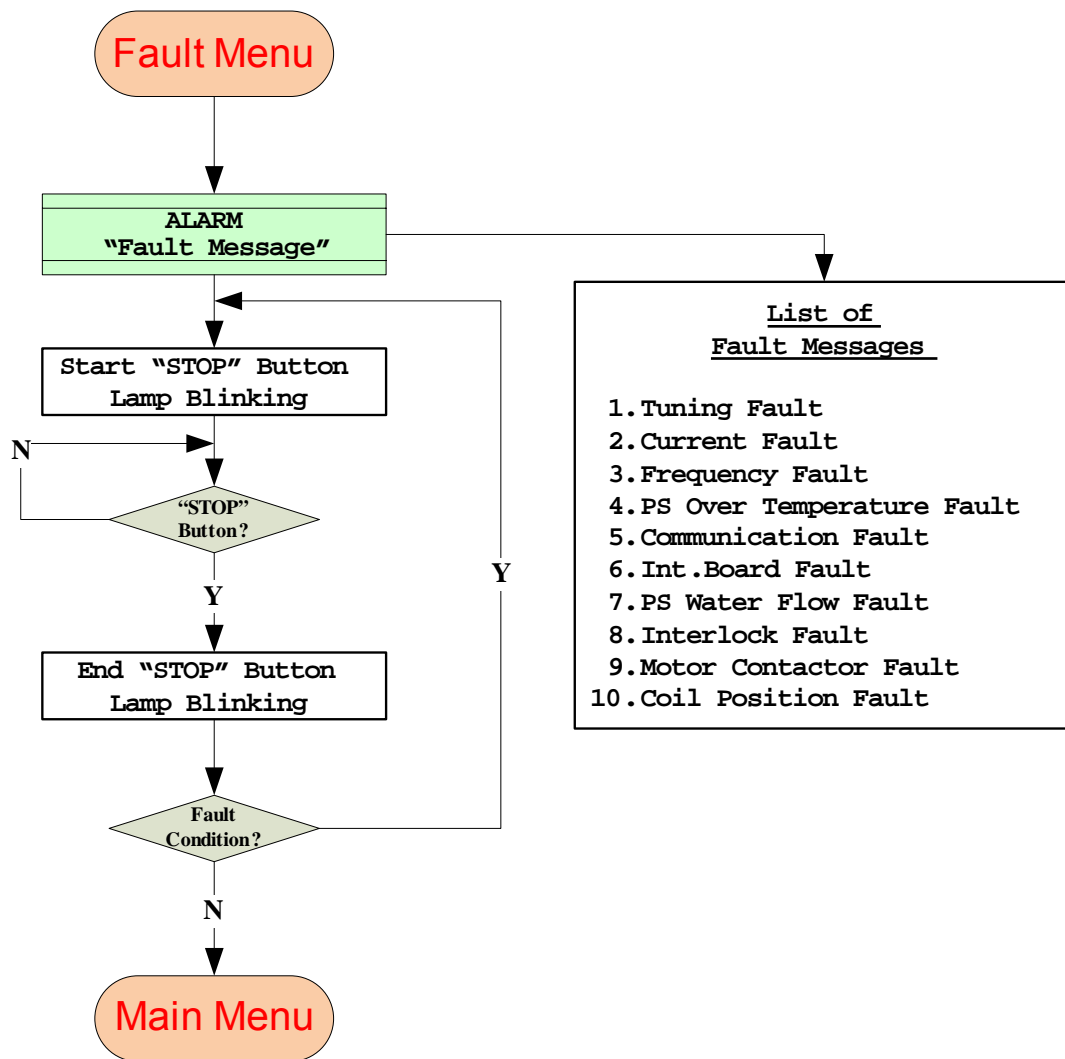 Fault Menu
ALARM
“Fault Message”
Start “STOP” Button
Lamp Blinking
N
“STOP”
Button?
Y
End “STOP” Button
Lamp Blinking
Fault
Condition?
Y
N
Main Menu
List of
Fault Messages
1.Tuning Fault
2.Current Fault
3.Frequency Fault
4.PS Over Temperature Fault
5.Communication Fault
6.Int.Board Fault
7.PS Water Flow Fault
8.Interlock Fault
9.Motor Contactor Fault
10.Coil Position Fault